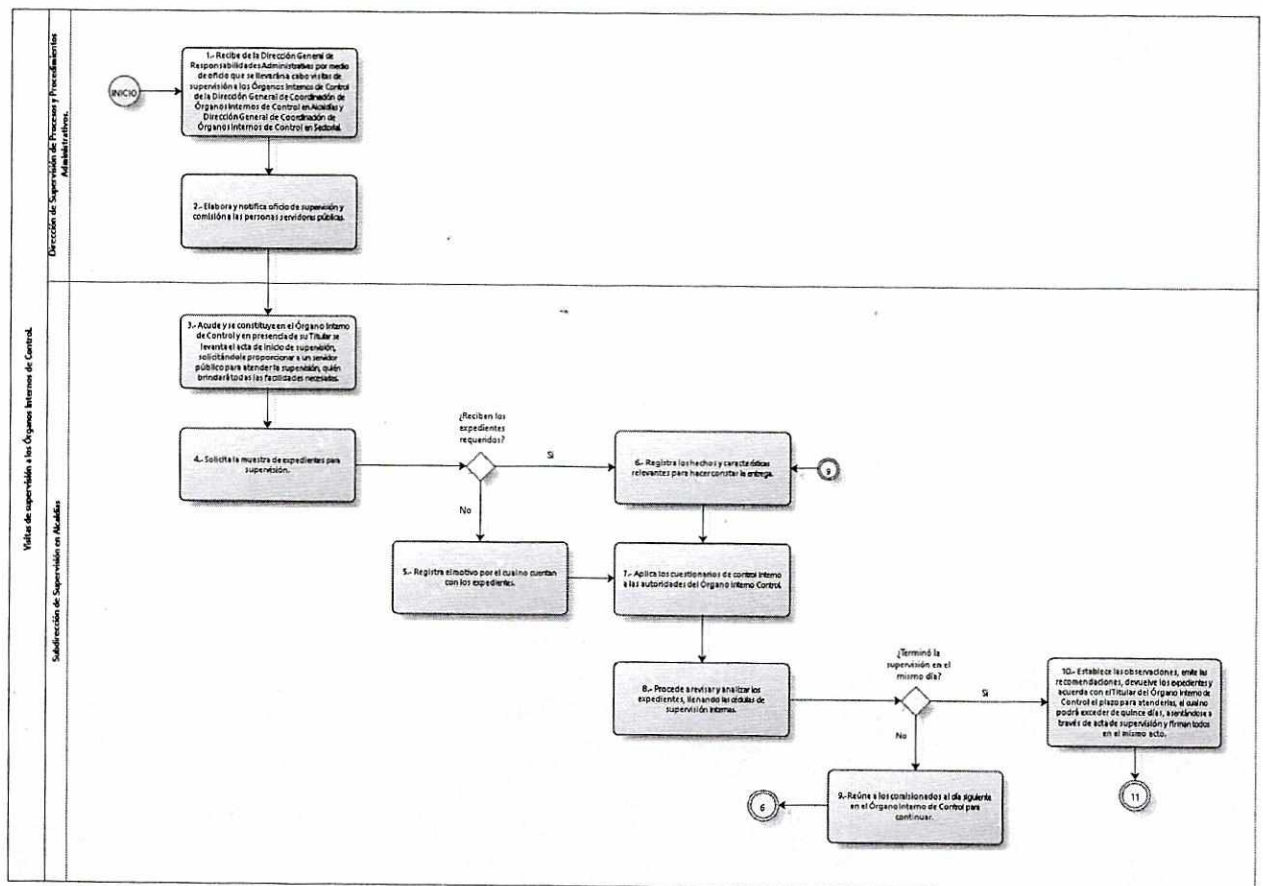 Visitas de supervisión a los Órganos Internos de Control.
Dirección de Supervisión de Procesos y Procedimientos
Administrativos.
INICIO
1.- Recibe de la Dirección General de
Responsabilidades Administrativas por medio
de oficio que se llevarán a cabo visitas de
supervisión a los Órganos Internos de Control
de la Dirección General de Coordinación de
Órganos Internos de Control en Alcaldías y
Dirección General de Coordinación de
Órganos Internos de Control en Sectorial.
2.- Elabora y notifica oficio de supervisión y
comisión a las personas servidoras públicas.
Subdirección de Supervisión en Alcaldías
3.- Acude y se constituye en el Órgano Interno
de Control y en presencia de su Titular se
levanta el acta de inicio de supervisión,
solicitándole proporcionar a un servidor
público para atender la supervisión, quién
brindará todas las facilidades necesarias.
4.- Solicita la muestra de expedientes para
supervisión.
¿Reciben los
expedientes
requeridos?
Si
No
5.- Registra el motivo por el cual no cuentan
con los expedientes.
6.- Registra los hechos y características
relevantes para hacer constar la entrega.
9
7.- Aplica los cuestionarios de control interno
a las autoridades del Órgano Interno Control.
8.- Procede a revisar y analizar los
expedientes, llenando las cédulas de
supervisión internas.
¿Terminó la
supervisión en el
mismo día?
Si
No
9.- Reúne a los comisionados al día siguiente
en el Órgano Interno de Control para
continuar.
6
10.- Establece las observaciones, emite las
recomendaciones, devuelve los expedientes y
acuerda con el Titular del Órgano Interno de
Control el plazo para atenderlas, el cual no
podrá exceder de quince días, asentándose a
través de acta de supervisión y firman todos
en el mismo acto.
11